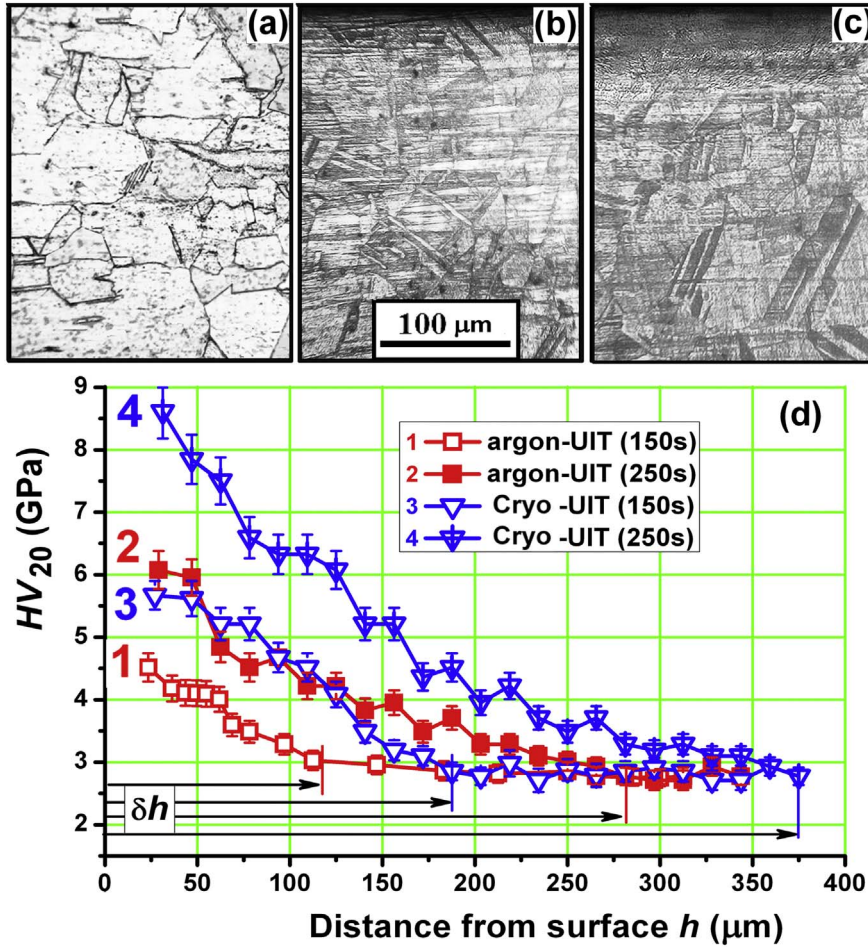 (a)
(b)
(c)
100 μm
(d)
9
8
7
6
5
4
3
2
HV20 (GPa)
4
2
3
1
1 argon-UIT (150s)
2 argon-UIT (250s)
3 Cryo -UIT (150s)
4 Cryo -UIT (250s)
δh
0 50 100 150 200 250 300 350 400
Distance from surface h (μm)